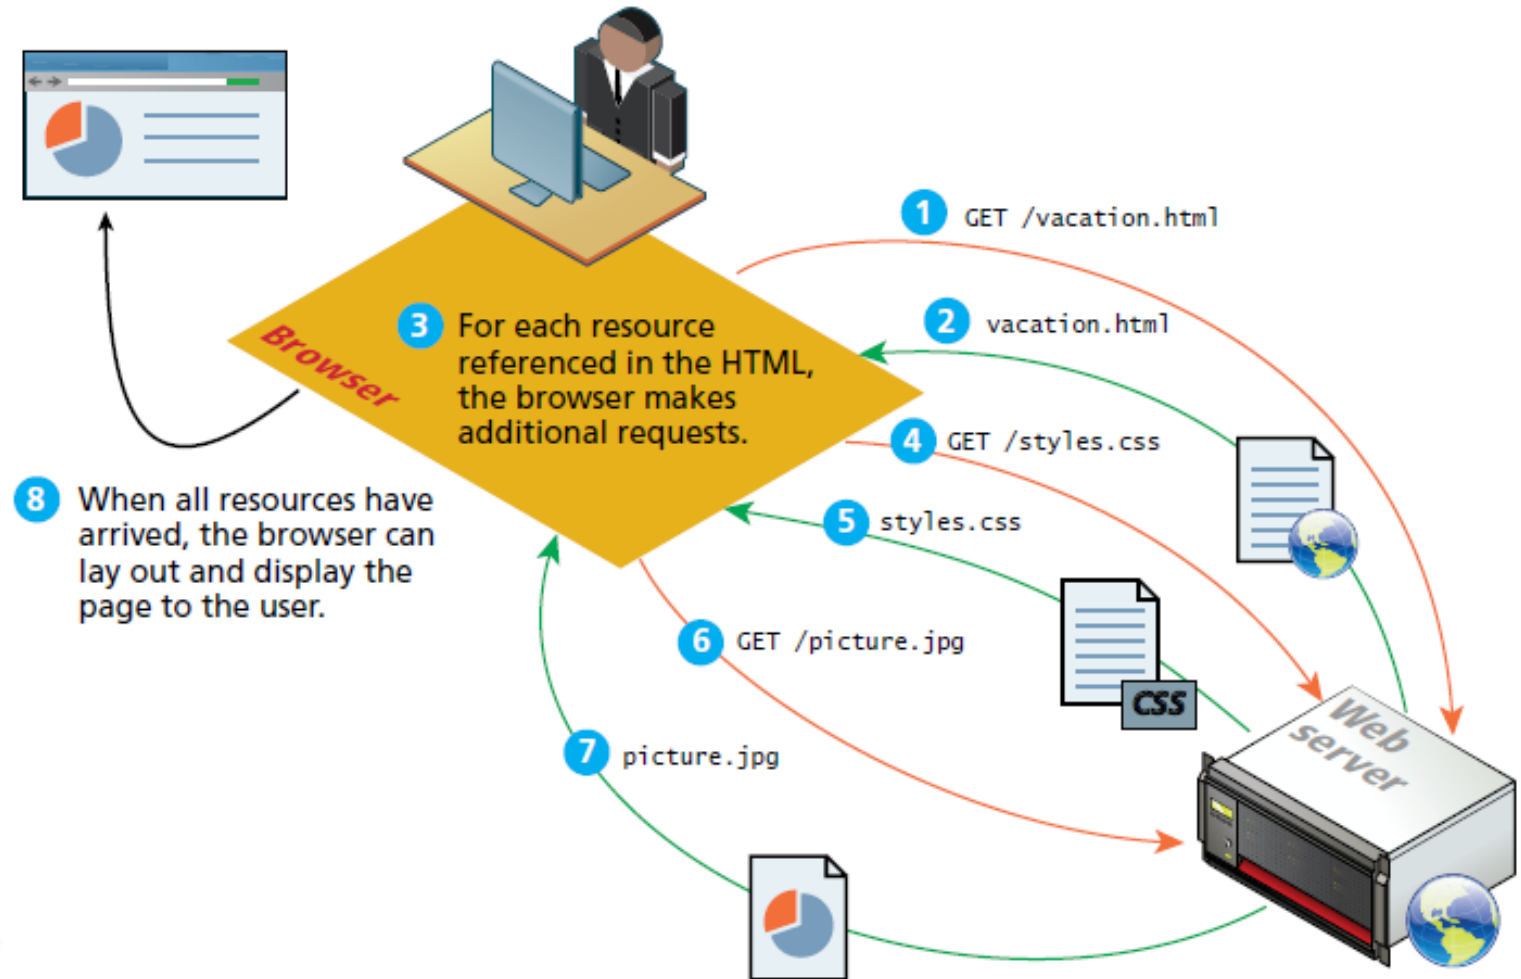 1 GET /vacation.html
2 vacation.html
Browser
3 For each resource
referenced in the HTML,
the browser makes
additional requests.
4 GET /styles.css
5 styles.css
CSS
6 GET /picture.jpg
7 picture.jpg
Web
server
8 When all resources have
arrived, the browser can
lay out and display the
page to the user.